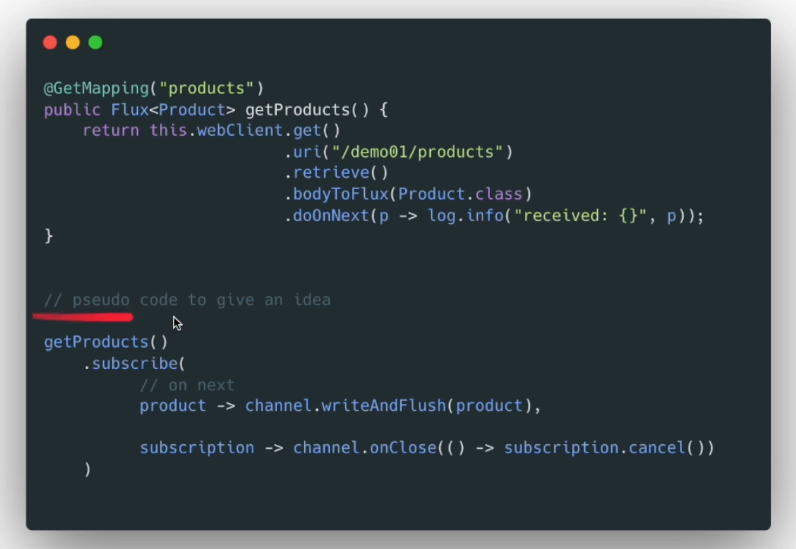 @GetMapping("products")
public Flux<Product> getProducts() {
    return this.webClient.get()
                         .uri("/demo01/products")
                         .retrieve()
                         .bodyToFlux(Product.class)
                         .doOnNext(p -> log.info("received: {}", p));
}
// pseudo code to give an idea
getProducts()
    .subscribe(
          // on next
          product -> channel.writeAndFlush(product),
          subscription -> channel.onClose(() -> subscription.cancel())
    )